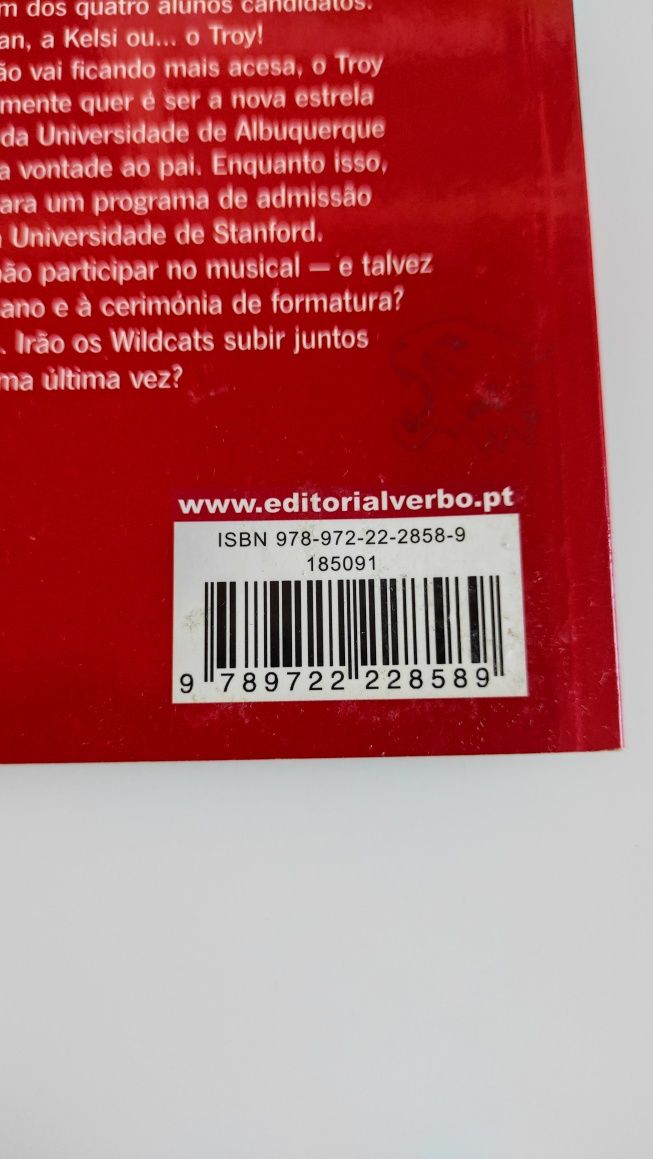 m dos quatro alunos candidatos.
an, a Kelsi ou... o Troy!
ão vai ficando mais acesa, o Troy
mente quer é ser a nova estrela
da Universidade de Albuquerque
a vontade ao pai. Enquanto isso,
ara um programa de admissão
Universidade de Stanford.
não participar no musical — e talvez
ano e à cerimónia de formatura?
. Irão os Wildcats subir juntos
ma última vez?
www.editorialverbo.pt
ISBN 978-972-22-2858-9
185091
9 789722 228589